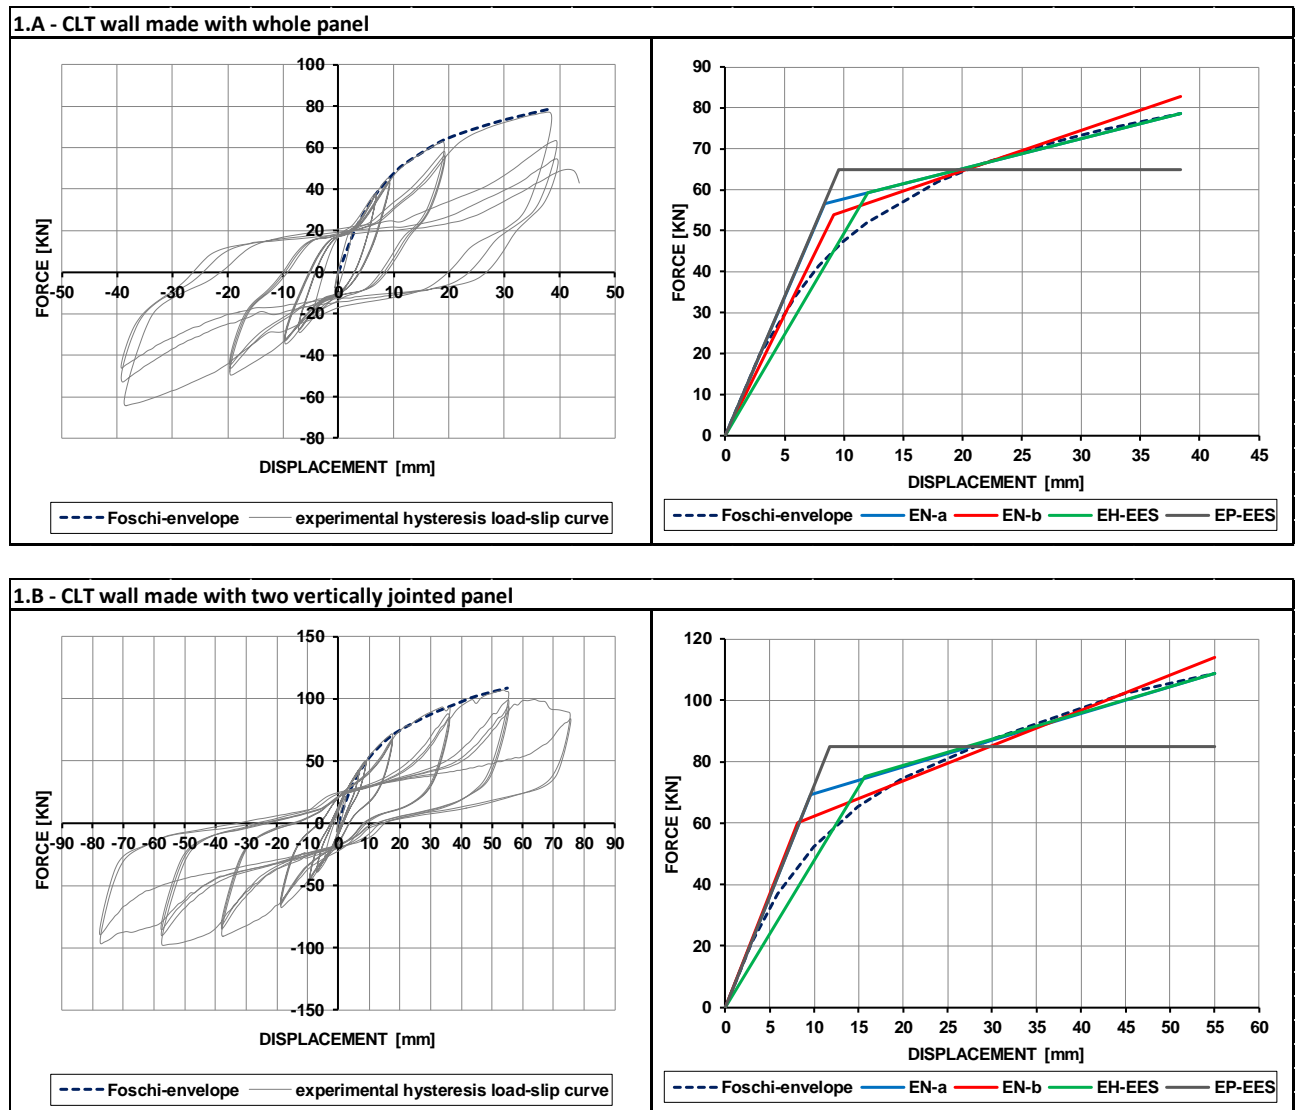 1.A - CLT wall made with whole panel
100
80
60
40
20
0
-20
-40
-60
-80
-50 -40 -30 -20 -10 0 10 20 30 40 50
FORCE [KN]
DISPLACEMENT [mm]
Foschi-envelope experimental hysteresis load-slip curve
90
80
70
60
50
40
30
20
10
0
0 5 10 15 20 25 30 35 40 45
FORCE [KN]
DISPLACEMENT [mm]
Foschi-envelope EN-a EN-b EH-EES EP-EES
1.B - CLT wall made with two vertically jointed panel
150
100
50
0
-50
-100
-150
-90 -80 -70 -60 -50 -40 -30 -20 -10 0 10 20 30 40 50 60 70 80 90
FORCE [KN]
DISPLACEMENT [mm]
Foschi-envelope experimental hysteresis load-slip curve
120
100
80
60
40
20
0
0 5 10 15 20 25 30 35 40 45 50 55 60
FORCE [KN]
DISPLACEMENT [mm]
Foschi-envelope EN-a EN-b EH-EES EP-EES